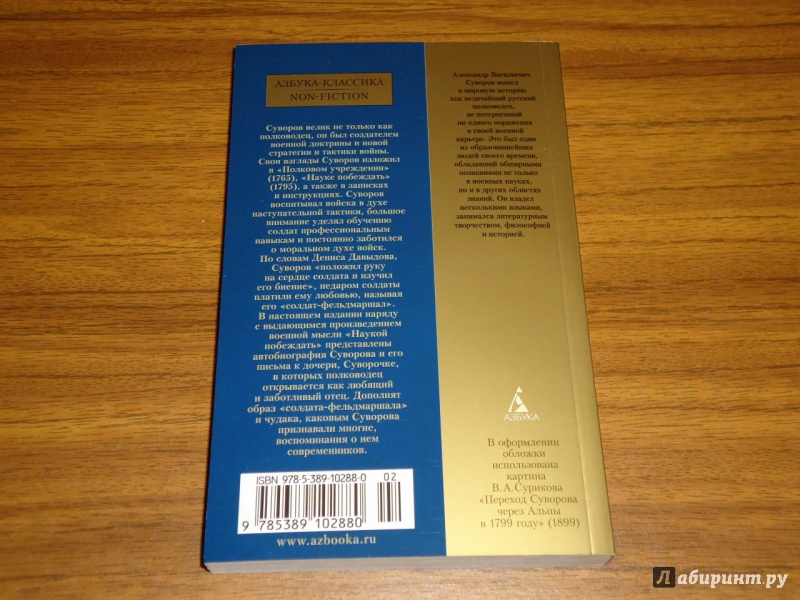 АЗБУКА-КЛАССИКА
NON-FICTION
Суворов велик не только как
полководец, он был создателем
военной доктрины и новой
стратегии и тактики войны.
Свои взгляды Суворов изложил
в «Полковом учреждении»
(1765), «Науке побеждать»
(1795), а также в записках
и инструкциях. Суворов
воспитывал войска в духе
наступательной тактики, большое
внимание уделял обучению
солдат профессиональным
навыкам и постоянно заботился
о моральном духе войск.
По словам Дениса Давыдова,
Суворов «положил руку
на сердце солдата и изучил
его биение», недаром солдаты
платили ему любовью, называя
его «солдат-фельдмаршал».
В настоящем издании наряду
с выдающимся произведением
военной мысли «Наукой
побеждать» представлены
автобиография Суворова и его
письма к дочери, Суворочке,
в которых полководец
открывается как любящий
и заботливый отец. Дополнят
образ «солдата-фельдмаршала»
и чудака, каковым Суворова
признавали многие,
воспоминания о нем
современников.
ISBN 978-5-389-10288-0
02
9 785389 102880
www.azbooka.ru
Александр Васильевич
Суворов вошел
в мировую историю
как величайший русский
полководец,
не потерпевший
ни одного поражения
в своей военной
карьере. Это был один
из образованнейших
людей своего времени,
обладавший обширными
познаниями не только
в военных науках,
но и в других областях
знаний. Он владел
несколькими языками,
занимался литературным
творчеством, философией
и историей.
АЗБУКА
В оформлении
обложки
использована
картина
В.А.Сурикова
«Переход Суворова
через Альпы
в 1799 году» (1899)
Лабиринт.ру